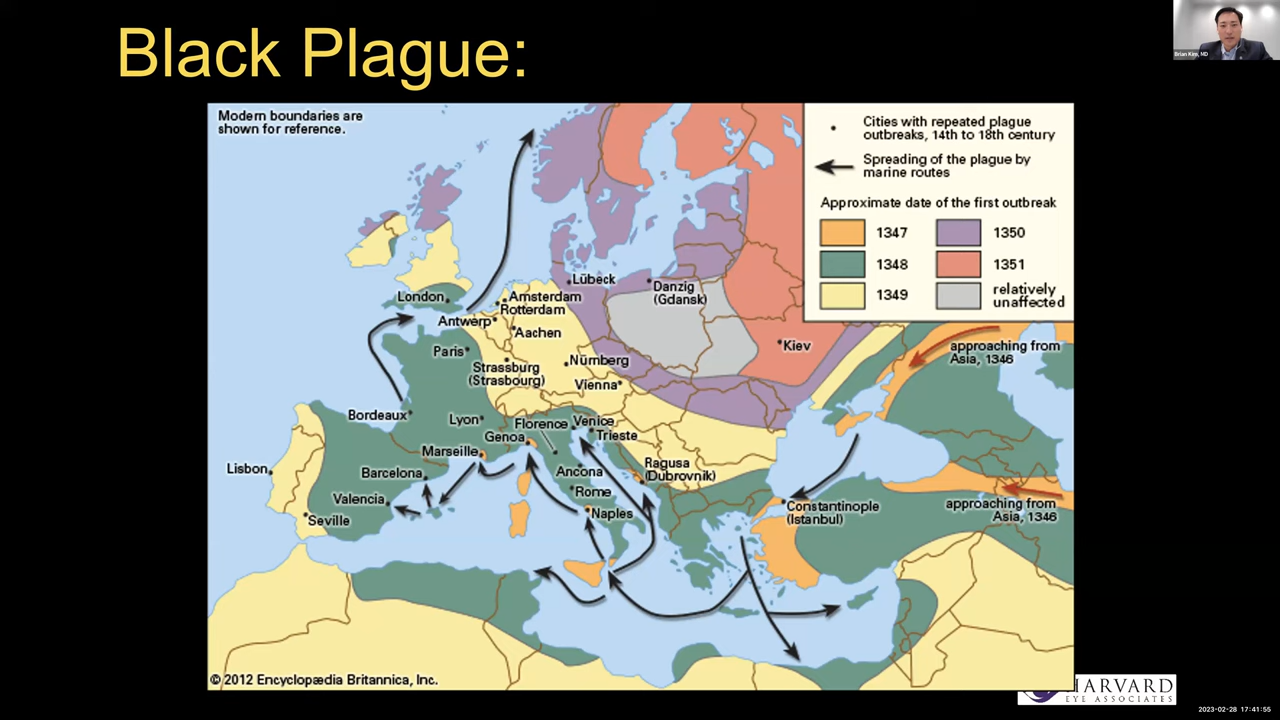 Black Plague:
Brian Kim, MD
Modern boundaries are
shown for reference.
Cities with repeated plague
outbreaks, 14th to 18th century
Spreading of the plague by
marine routes
Approximate date of the first outbreak
1347
1350
1348
1351
1349
relatively
unaffected
Lübeck
Danzig
(Gdansk)
London
Amsterdam
Rotterdam
Antwerp
Aachen
Kiev
approaching from
Asia, 1346
Paris
Strassburg
(Strasbourg)
Nürnberg
Vienna
Bordeaux
Lyon
Florence
Venice
Genoa
Trieste
Marseille
Lisbon
Barcelona
Ancona
Ragusa
(Dubrovnik)
Valencia
Rome
Seville
Naples
Constantinople
(Istanbul)
approaching from
Asia, 1346
© 2012 Encyclopædia Britannica, Inc.
HARVARD
EYE ASSOCIATES
2023-02-28 17:41:55